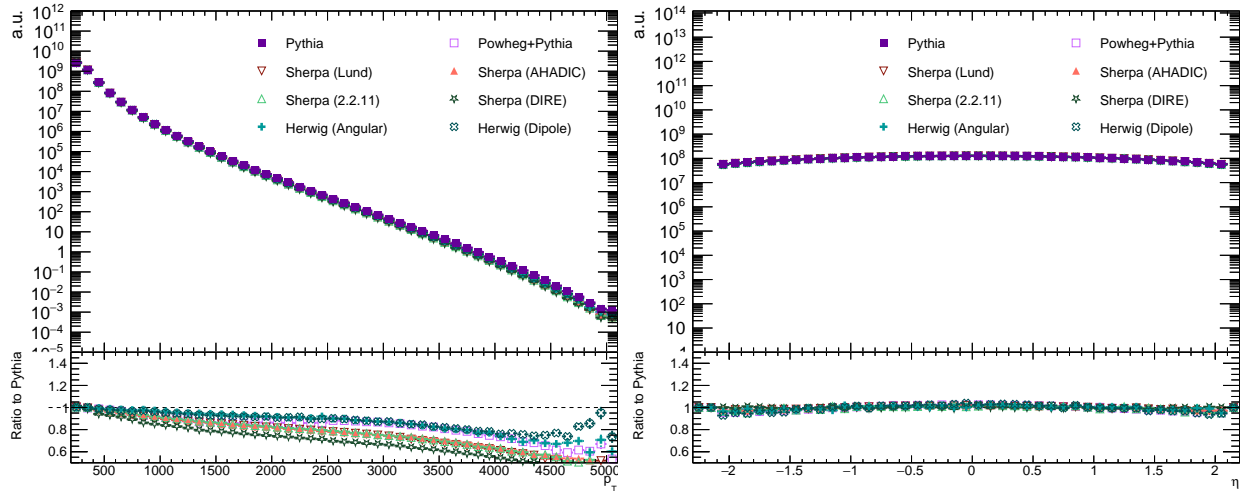 a.u.
10^12
10^11
10^10
10^9
10^8
10^7
10^6
10^5
10^4
10^3
10^2
10
1
10^−1
10^−2
10^−3
10^−4
10^−5
Pythia
Powheg+Pythia
Sherpa (Lund)
Sherpa (AHADIC)
Sherpa (2.2.11)
Sherpa (DIRE)
Herwig (Angular)
Herwig (Dipole)
Ratio to Pythia
1.4
1.2
1
0.8
0.6
500 1000 1500 2000 2500 3000 3500 4000 4500 5000
p_T
a.u.
10^14
10^13
10^12
10^11
10^10
10^9
10^8
10^7
10^6
10^5
10^4
10^3
10^2
10
1
Pythia
Powheg+Pythia
Sherpa (Lund)
Sherpa (AHADIC)
Sherpa (2.2.11)
Sherpa (DIRE)
Herwig (Angular)
Herwig (Dipole)
Ratio to Pythia
1.4
1.2
1
0.8
0.6
−2 −1.5 −1 −0.5 0 0.5 1 1.5 2
η